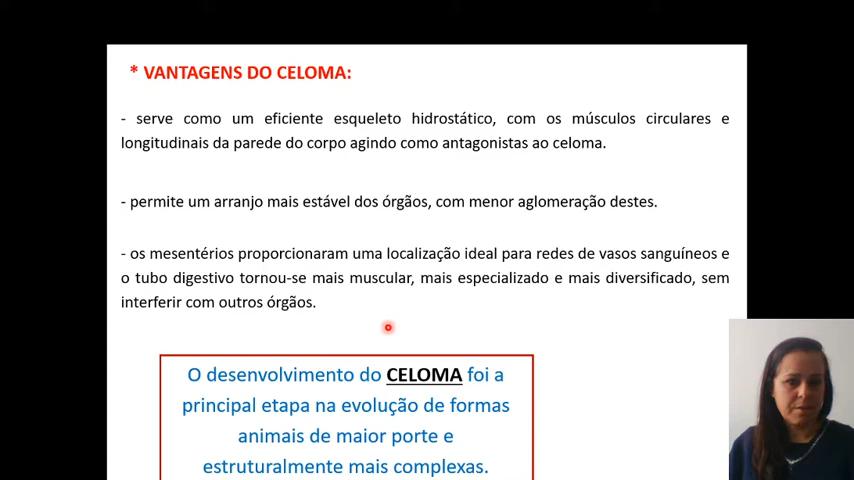 * VANTAGENS DO CELOMA:
- serve como um eficiente esqueleto hidrostático, com os músculos circulares e
longitudinais da parede do corpo agindo como antagonistas ao celoma.
- permite um arranjo mais estável dos órgãos, com menor aglomeração destes.
- os mesentérios proporcionaram uma localização ideal para redes de vasos sanguíneos e
o tubo digestivo tornou-se mais muscular, mais especializado e mais diversificado, sem
interferir com outros órgãos.
O desenvolvimento do CELOMA foi a
principal etapa na evolução de formas
animais de maior porte e
estruturalmente mais complexas.